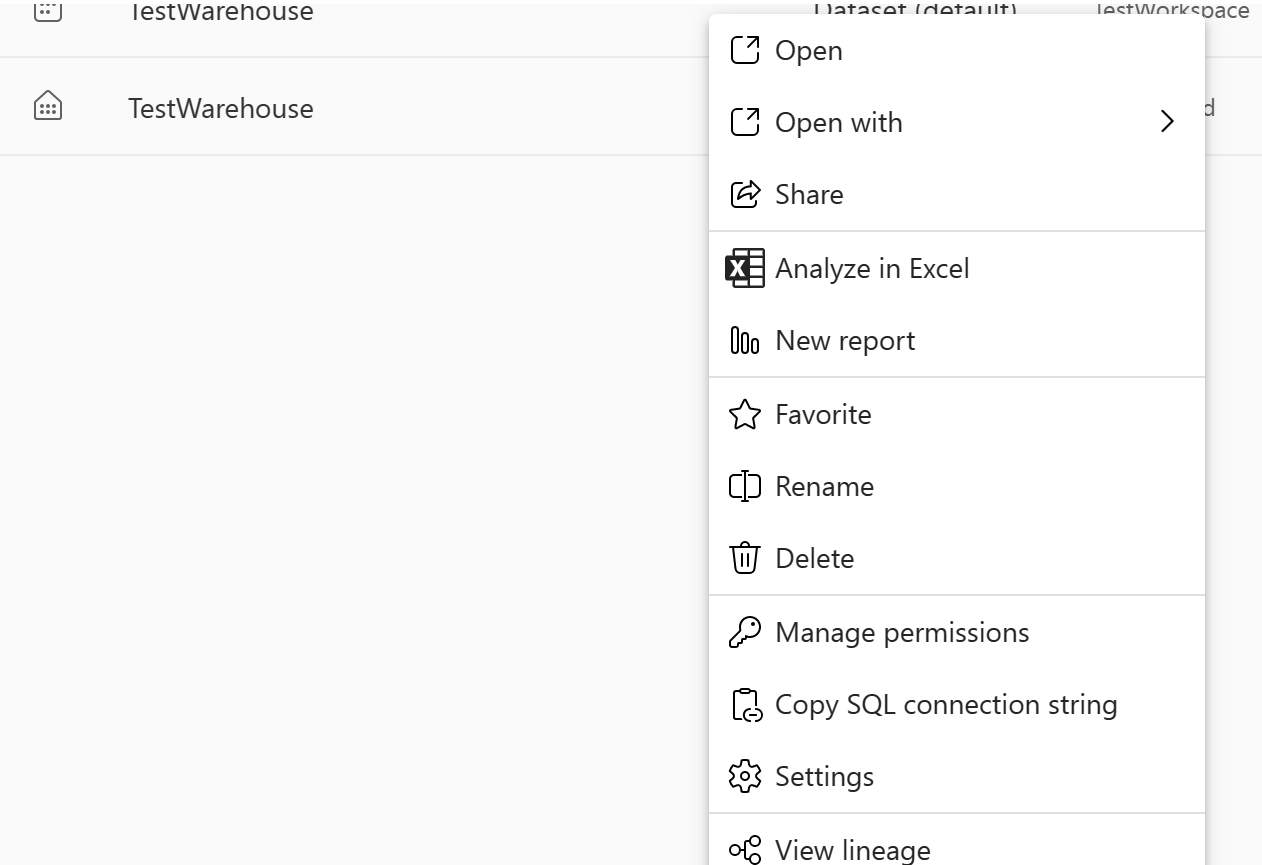 TestWarehouse Dataset (default) TestWorkspace
Open
Open with
TestWarehouse d
Share
Analyze in Excel
New report
Favorite
Rename
Delete
Manage permissions
Copy SQL connection string
Settings
View lineage